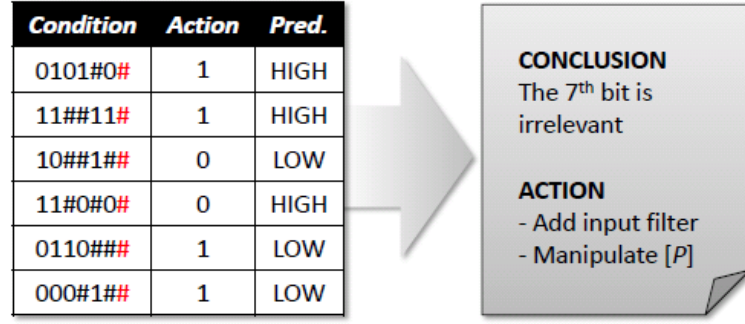 Condition Action Pred.
0101#0# 1 HIGH
11##11# 1 HIGH
10##1## 0 LOW
11#0#0# 0 HIGH
0110### 1 LOW
000#1## 1 LOW
CONCLUSION
The 7th bit is
irrelevant
ACTION
- Add input filter
- Manipulate [P]